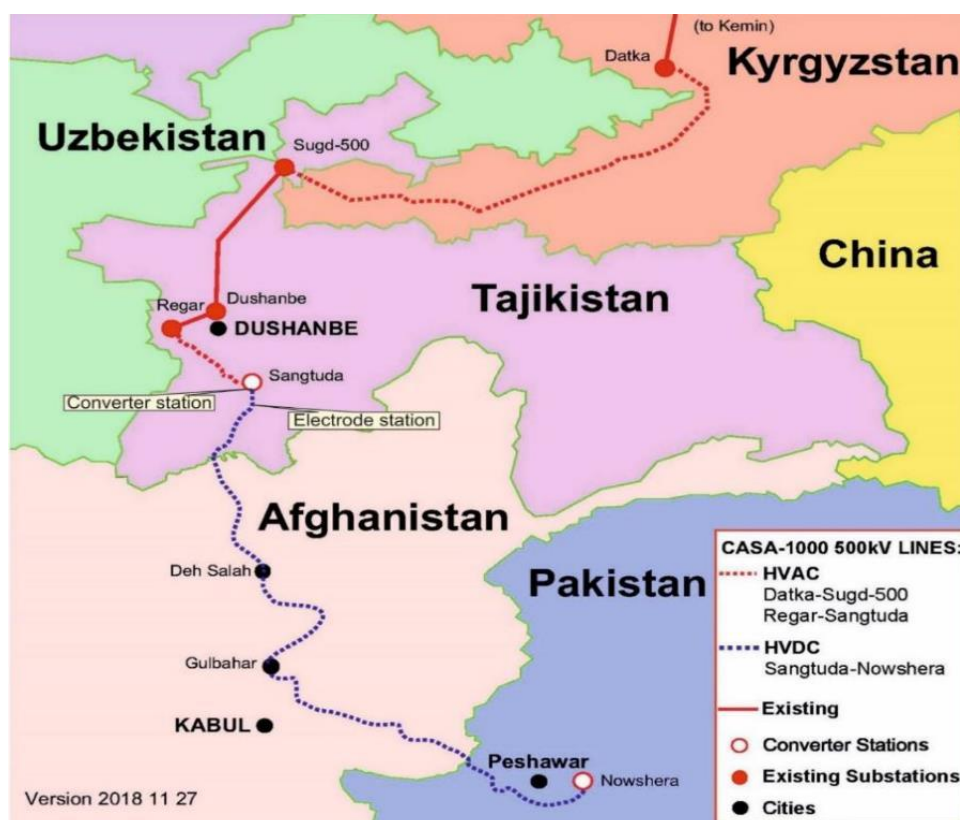 (to Kemin)
Datka
Kyrgyzstan
Uzbekistan
Sugd-500
China
Tajikistan
Regar
Dushanbe
DUSHANBE
Sangtuda
Converter station
Electrode station
Afghanistan
Deh Salah
Pakistan
Gulbahar
KABUL
Peshawar
Nowshera
Version 2018 11 27
CASA-1000 500kV LINES:
HVAC
Datka-Sugd-500
Regar-Sangtuda
HVDC
Sangtuda-Nowshera
Existing
Converter Stations
Existing Substations
Cities